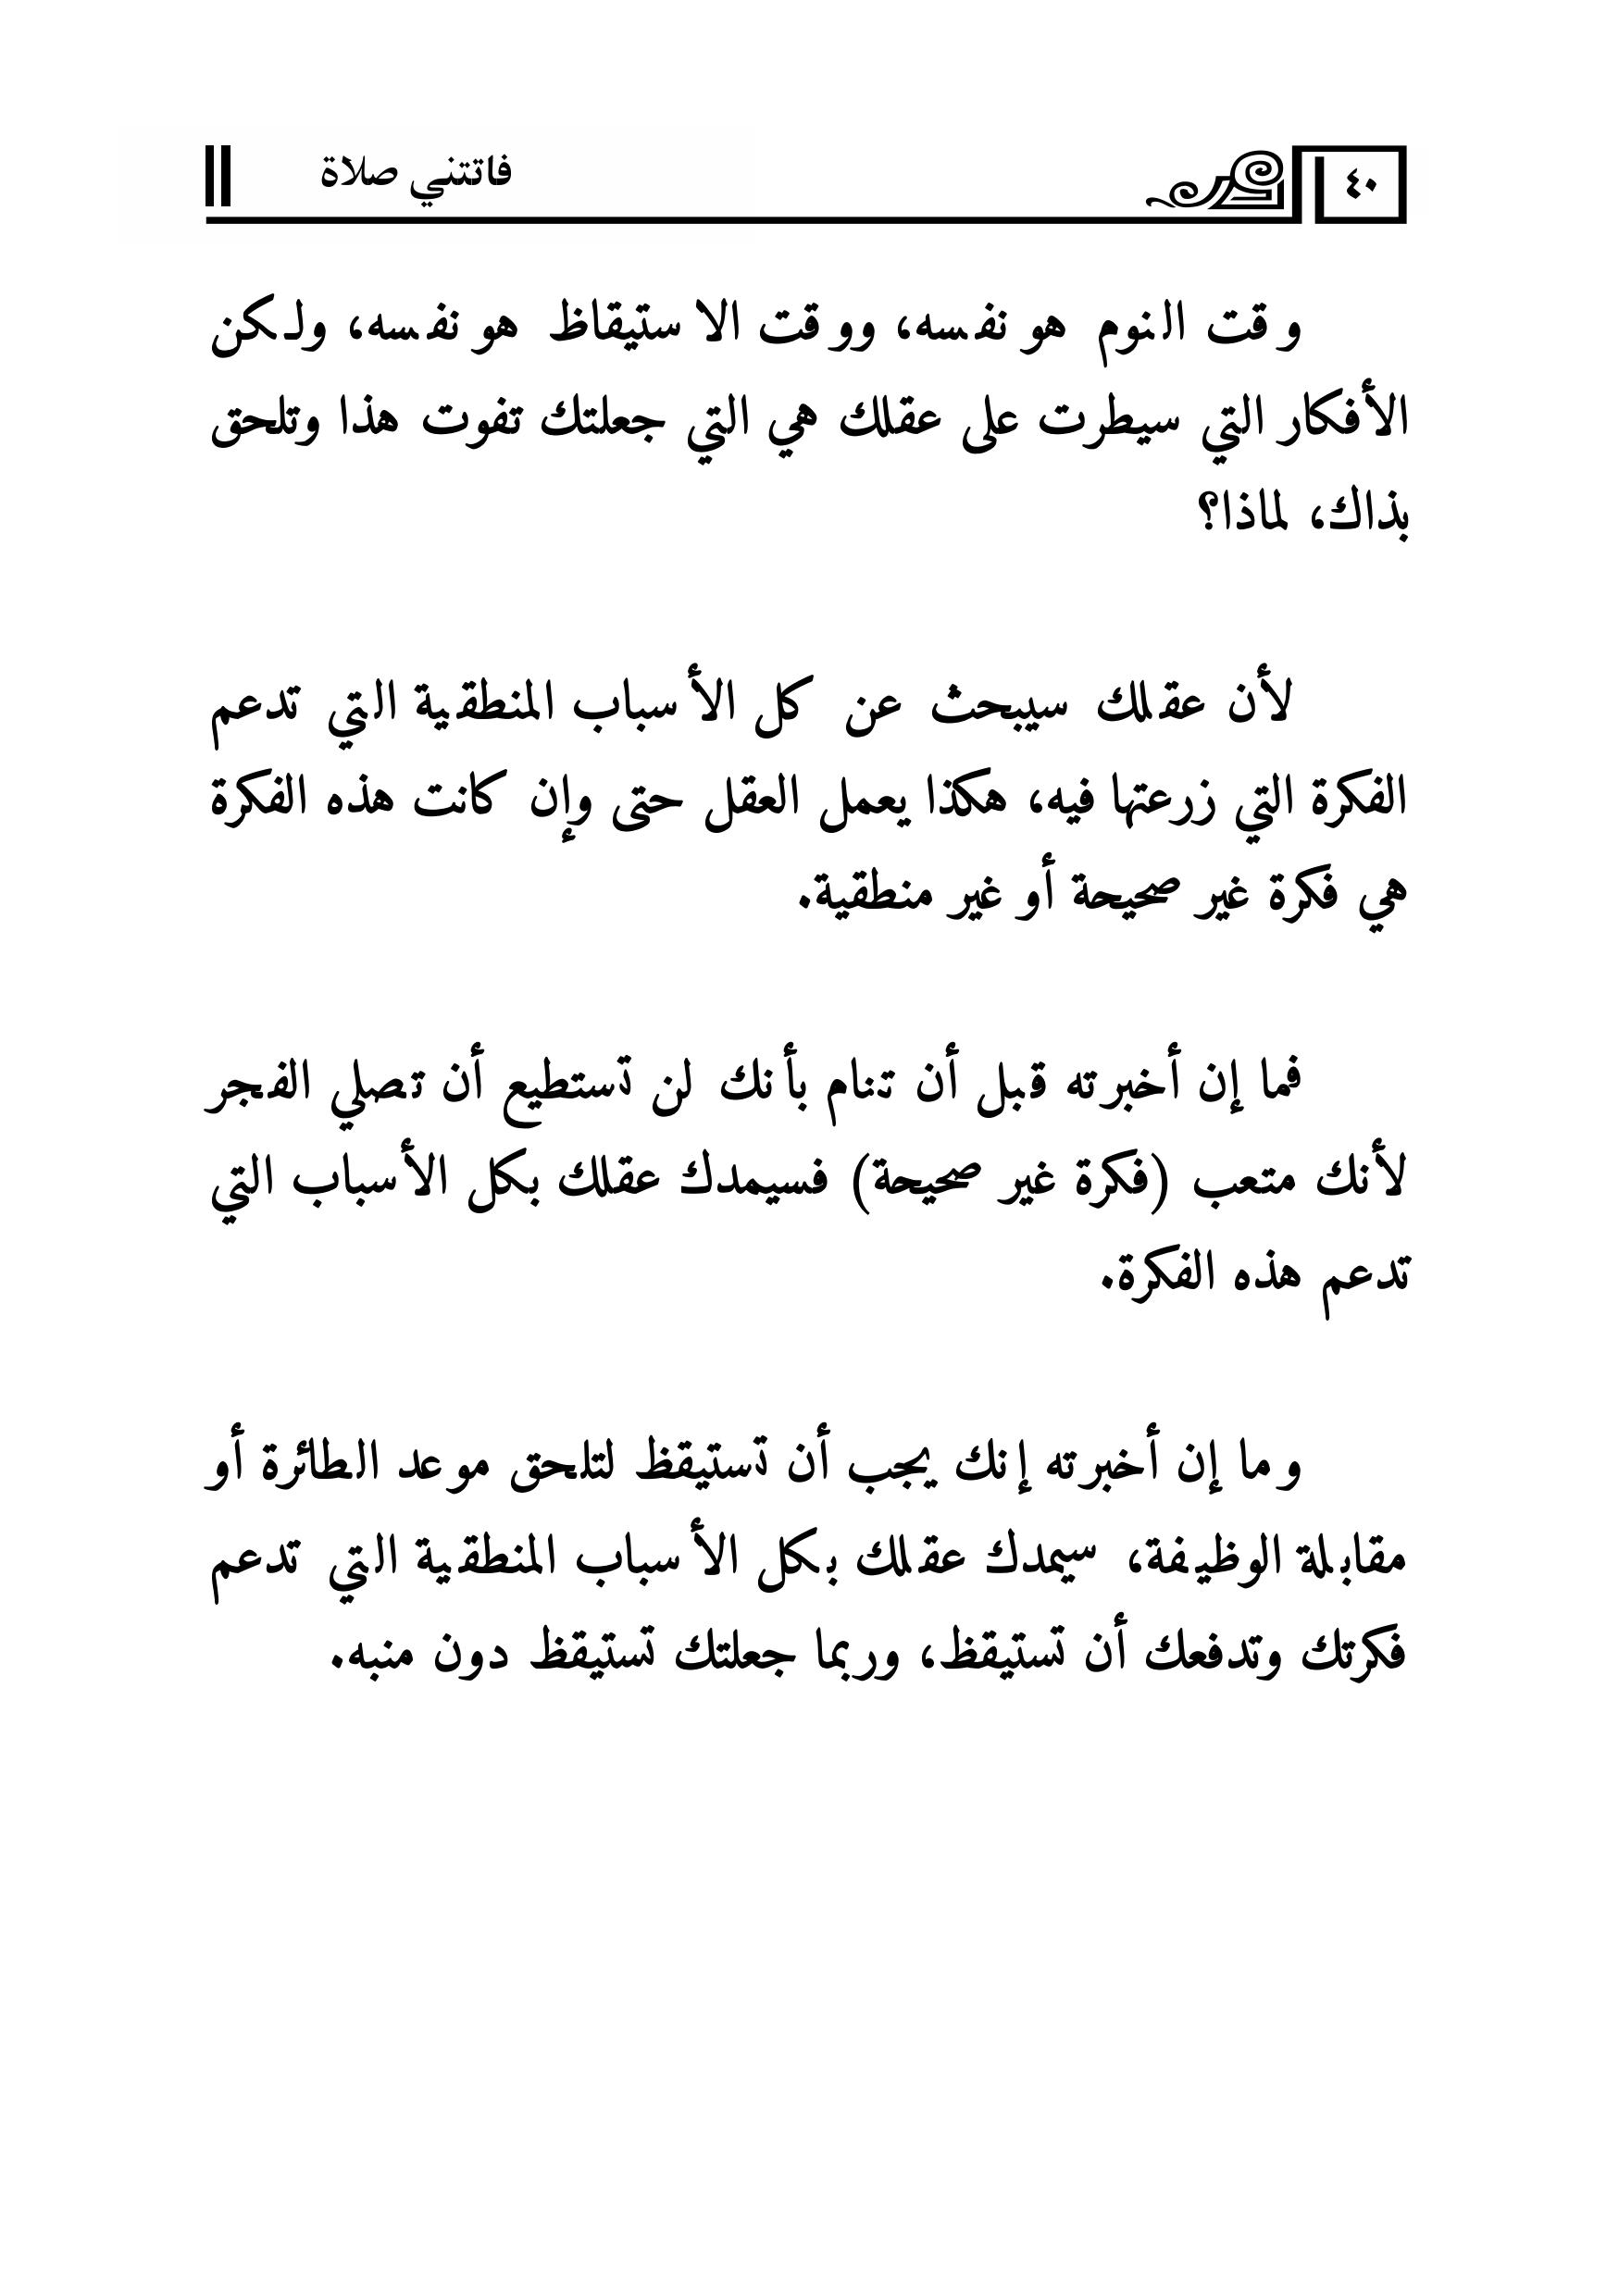 ٤٠
فاتتني صلاة
وقت النوم هو نفسه، ووقت الاستيقاظ هو نفسه، ولكن
الأفكار التي سيطرت على عقلك هي التي جعلتك تفوت هذا وتلحق
بذاك، لماذا؟
لأن عقلك سيبحث عن كل الأسباب المنطقية التي تدعم
الفكرة التي زرعتها فيه، هكذا يعمل العقل حتى وإن كانت هذه الفكرة
هي فكرة غير صحيحة أو غير منطقية.
فما إن أخبرته قبل أن تنام بأنك لن تستطيع أن تصلي الفجر
لأنك متعب (فكرة غير صحيحة) فسيمدك عقلك بكل الأسباب التي
تدعم هذه الفكرة.
وما إن أخبرته إنك يجب أن تستيقظ لتلحق موعد الطائرة أو
مقابلة الوظيفة، سيمدك عقلك بكل الأسباب المنطقية التي تدعم
فكرتك وتدفعك أن تستيقظ، وربما جعلتك تستيقظ دون منبه.